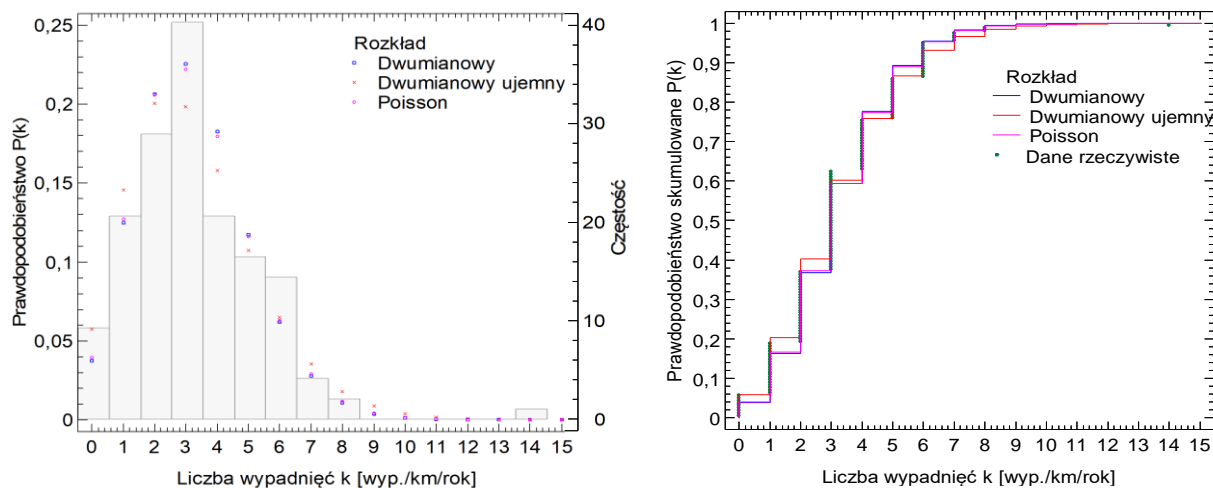 0,25
0,2
0,15
0,1
0,05
0
Prawdopodobieństwo P(k)
40
30
20
10
0
Częstość
Rozkład
Dwumianowy
Dwumianowy ujemny
Poisson
0 1 2 3 4 5 6 7 8 9 10 11 12 13 14 15
Liczba wypadnięć k [wyp./km/rok]
1
0,9
0,8
0,7
0,6
0,5
0,4
0,3
0,2
0,1
0
Prawdopodobieństwo skumulowane P(k)
Rozkład
Dwumianowy
Dwumianowy ujemny
Poisson
Dane rzeczywiste
0 1 2 3 4 5 6 7 8 9 10 11 12 13 14 15
Liczba wypadnięć k [wyp./km/rok]